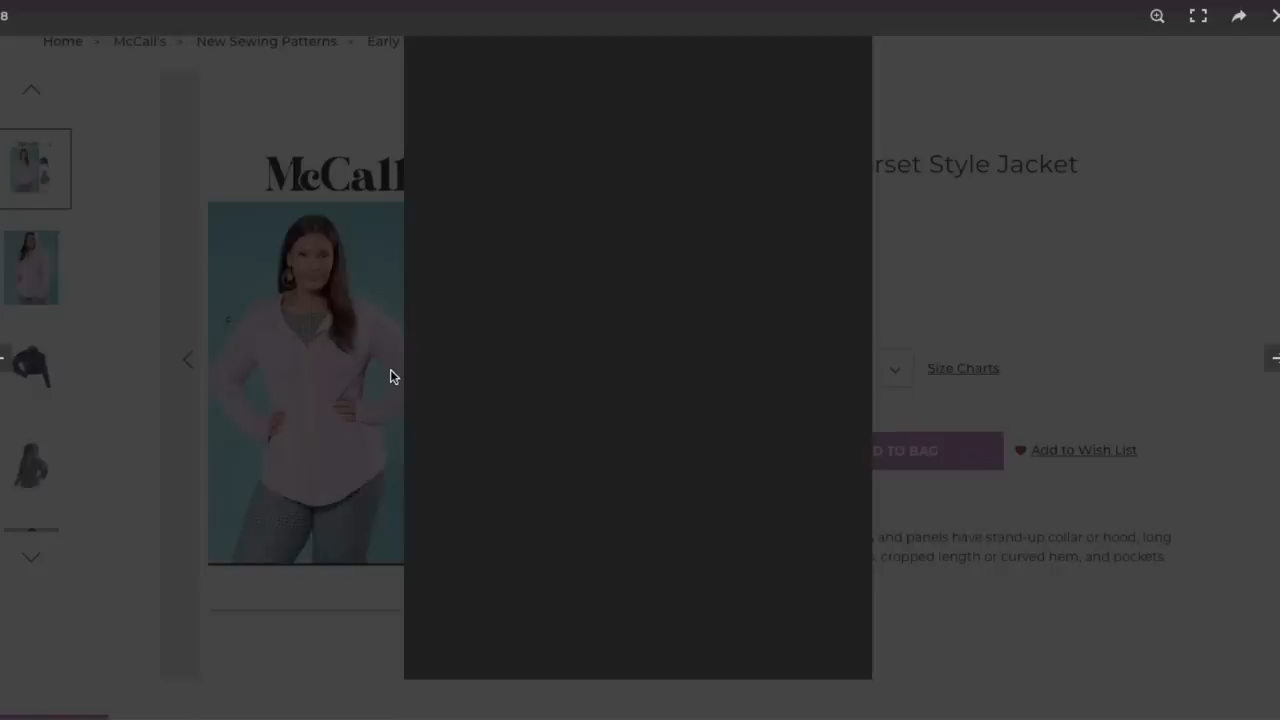 8
Home > McCall's > New Sewing Patterns > Early
McCall
rset Style Jacket
Size Charts
D TO BAG
Add to Wish List
and panels have stand-up collar or hood, long
cropped length or curved hem, and pockets